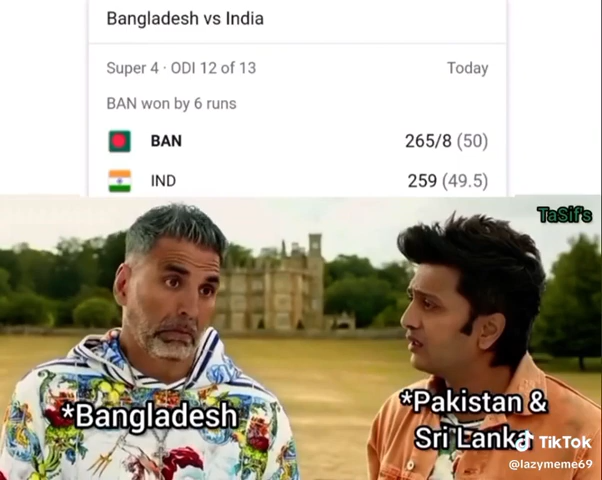 Bangladesh vs India
Super 4 · ODI 12 of 13 Today
BAN won by 6 runs
BAN 265/8 (50)
IND 259 (49.5)
TaSif's
*Bangladesh
*Pakistan &
Sri Lanka
TikTok
@lazymeme69